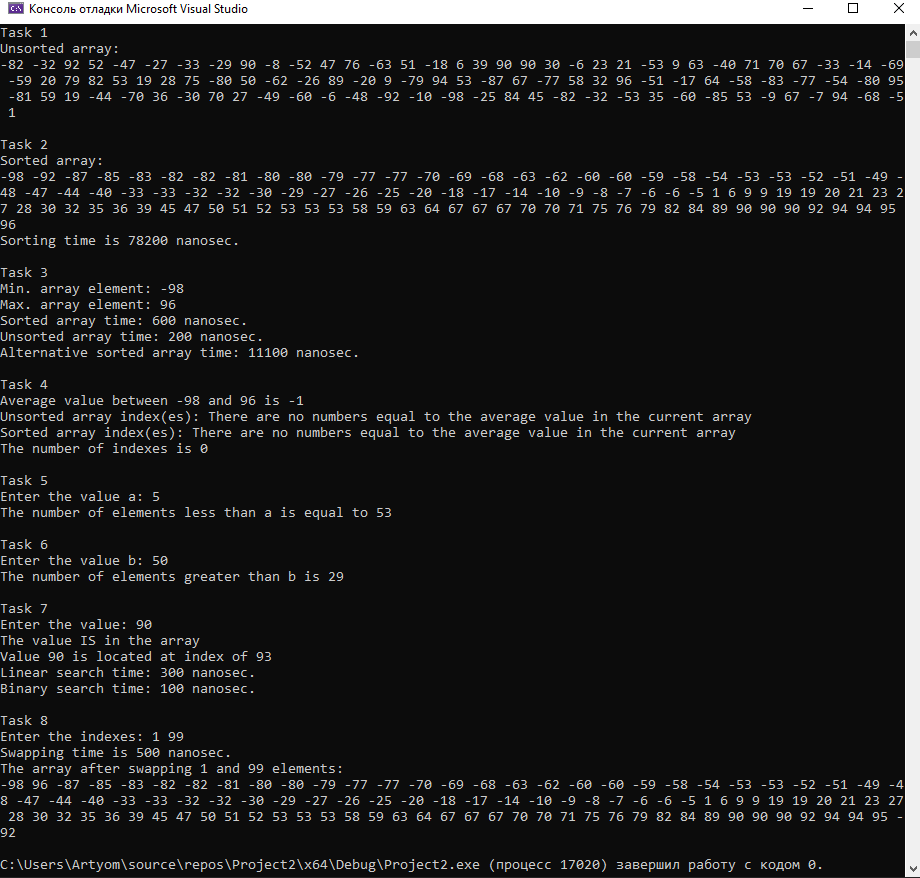 Консоль отладки Microsoft Visual Studio
Task 1
Unsorted array:
-82 -32 92 52 -47 -27 -33 -29 90 -8 -52 47 76 -63 51 -18 6 39 90 90 30 -6 23 21 -53 9 63 -40 71 70 67 -33 -14 -69
 -59 20 79 82 53 19 28 75 -80 50 -62 -26 89 -20 9 -79 94 53 -87 67 -77 58 32 96 -51 -17 64 -58 -83 -77 -54 -80 95
 -81 59 19 -44 -70 36 -30 70 27 -49 -60 -6 -48 -92 -10 -98 -25 84 45 -82 -32 -53 35 -60 -85 53 -9 67 -7 94 -68 -5
 1

Task 2
Sorted array:
-98 -92 -87 -85 -83 -82 -82 -81 -80 -80 -79 -77 -77 -70 -69 -68 -63 -62 -60 -60 -59 -58 -54 -53 -53 -52 -51 -49 -
48 -47 -44 -40 -33 -33 -32 -32 -30 -29 -27 -26 -25 -20 -18 -17 -14 -10 -9 -8 -7 -6 -6 -5 1 6 9 9 19 19 20 21 23 2
7 28 30 32 35 36 39 45 47 50 51 52 53 53 53 58 59 63 64 67 67 67 70 70 71 75 76 79 82 84 89 90 90 90 92 94 94 95
96
Sorting time is 78200 nanosec.

Task 3
Min. array element: -98
Max. array element: 96
Sorted array time: 600 nanosec.
Unsorted array time: 200 nanosec.
Alternative sorted array time: 11100 nanosec.

Task 4
Average value between -98 and 96 is -1
Unsorted array index(es): There are no numbers equal to the average value in the current array
Sorted array index(es): There are no numbers equal to the average value in the current array
The number of indexes is 0

Task 5
Enter the value a: 5
The number of elements less than a is equal to 53

Task 6
Enter the value b: 50
The number of elements greater than b is 29

Task 7
Enter the value: 90
The value IS in the array
Value 90 is located at index of 93
Linear search time: 300 nanosec.
Binary search time: 100 nanosec.

Task 8
Enter the indexes: 1 99
Swapping time is 500 nanosec.
The array after swapping 1 and 99 elements:
-98 96 -87 -85 -83 -82 -82 -81 -80 -80 -79 -77 -77 -70 -69 -68 -63 -62 -60 -60 -59 -58 -54 -53 -53 -52 -51 -49 -4
8 -47 -44 -40 -33 -33 -32 -32 -30 -29 -27 -26 -25 -20 -18 -17 -14 -10 -9 -8 -7 -6 -6 -5 1 6 9 9 19 19 20 21 23 27
 28 30 32 35 36 39 45 47 50 51 52 53 53 53 58 59 63 64 67 67 67 70 70 71 75 76 79 82 84 89 90 90 90 92 94 94 95 -
92

C:\Users\Artyom\source\repos\Project2\x64\Debug\Project2.exe (процесс 17020) завершил работу с кодом 0.